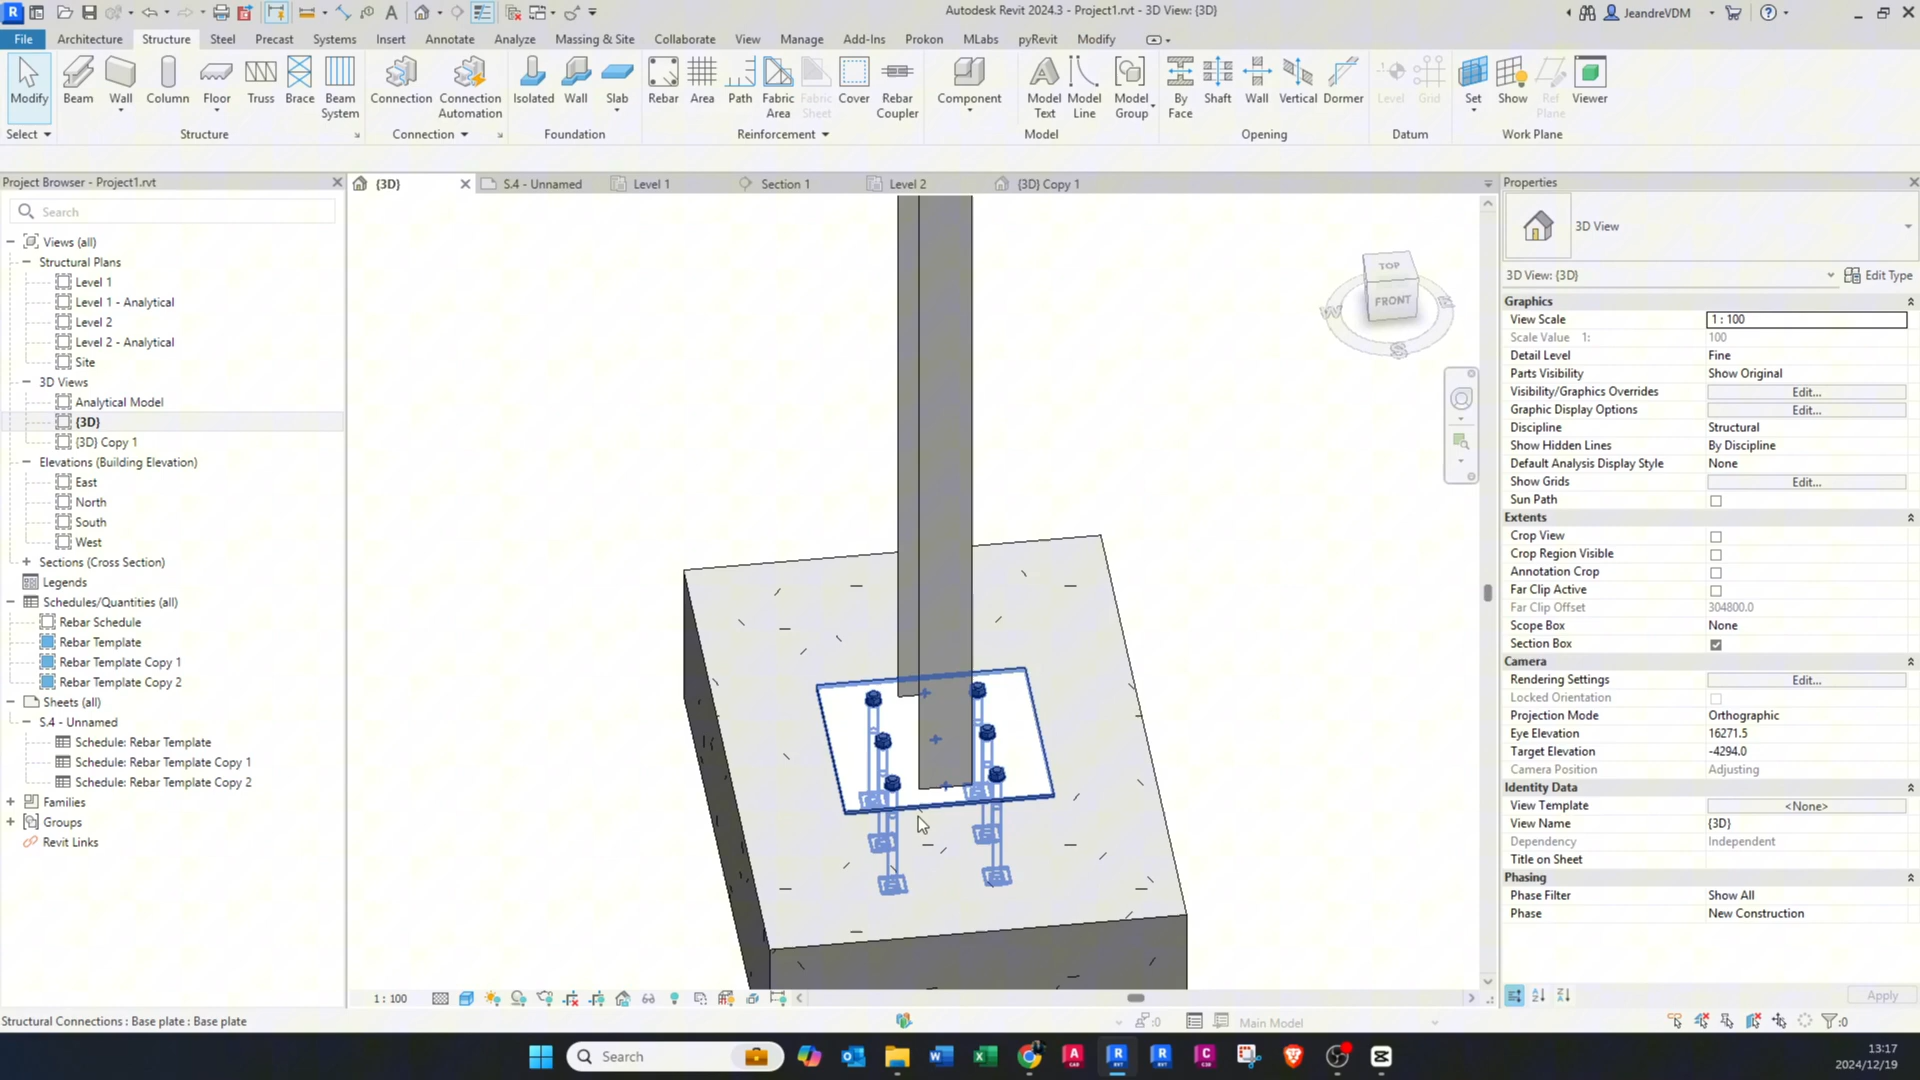 Autodesk Revit 2024.3 - Project1.rvt - 3D View: {3D}
JeandreVDM
File
Architecture
Structure
Steel
Precast
Systems
Insert
Annotate
Analyze
Massing & Site
Collaborate
View
Manage
Add-Ins
Prokon
MLabs
pyRevit
Modify
Modify
Beam
Wall
Column
Floor
Truss
Brace
Beam System
Connection
Connection Automation
Isolated
Wall
Slab
Rebar
Area
Path
Fabric Area
Fabric Sheet
Cover
Rebar Coupler
Component
Model Text
Model Line
Model Group
By Face
Shaft
Wall
Vertical
Dormer
Level
Grid
Set
Show
Ref Plane
Viewer
Select
Structure
Connection
Foundation
Reinforcement
Model
Opening
Datum
Work Plane
Project Browser - Project1.rvt
Search
Views (all)
Structural Plans
Level 1
Level 1 - Analytical
Level 2
Level 2 - Analytical
Site
3D Views
Analytical Model
{3D}
{3D} Copy 1
Elevations (Building Elevation)
East
North
South
West
Sections (Cross Section)
Legends
Schedules/Quantities (all)
Rebar Schedule
Rebar Template
Rebar Template Copy 1
Rebar Template Copy 2
Sheets (all)
S.4 - Unnamed
Schedule: Rebar Template
Schedule: Rebar Template Copy 1
Schedule: Rebar Template Copy 2
Families
Groups
Revit Links
{3D}
S.4 - Unnamed
Level 1
Section 1
Level 2
{3D} Copy 1
TOP
FRONT
W
S
Properties
3D View
3D View: {3D}
Edit Type
Graphics
View Scale 1 : 100
Scale Value 1: 100
Detail Level Fine
Parts Visibility Show Original
Visibility/Graphics Overrides Edit...
Graphic Display Options Edit...
Discipline Structural
Show Hidden Lines By Discipline
Default Analysis Display Style None
Show Grids Edit...
Sun Path
Extents
Crop View
Crop Region Visible
Annotation Crop
Far Clip Active
Far Clip Offset 304800.0
Scope Box None
Section Box
Camera
Rendering Settings Edit...
Locked Orientation
Projection Mode Orthographic
Eye Elevation 16271.5
Target Elevation -4294.0
Camera Position Adjusting
Identity Data
View Template <None>
View Name {3D}
Dependency Independent
Title on Sheet
Phasing
Phase Filter Show All
Phase New Construction
Apply
1 : 100
Structural Connections : Base plate : Base plate
:0
Main Model
:0
Search
13:17
2024/12/19